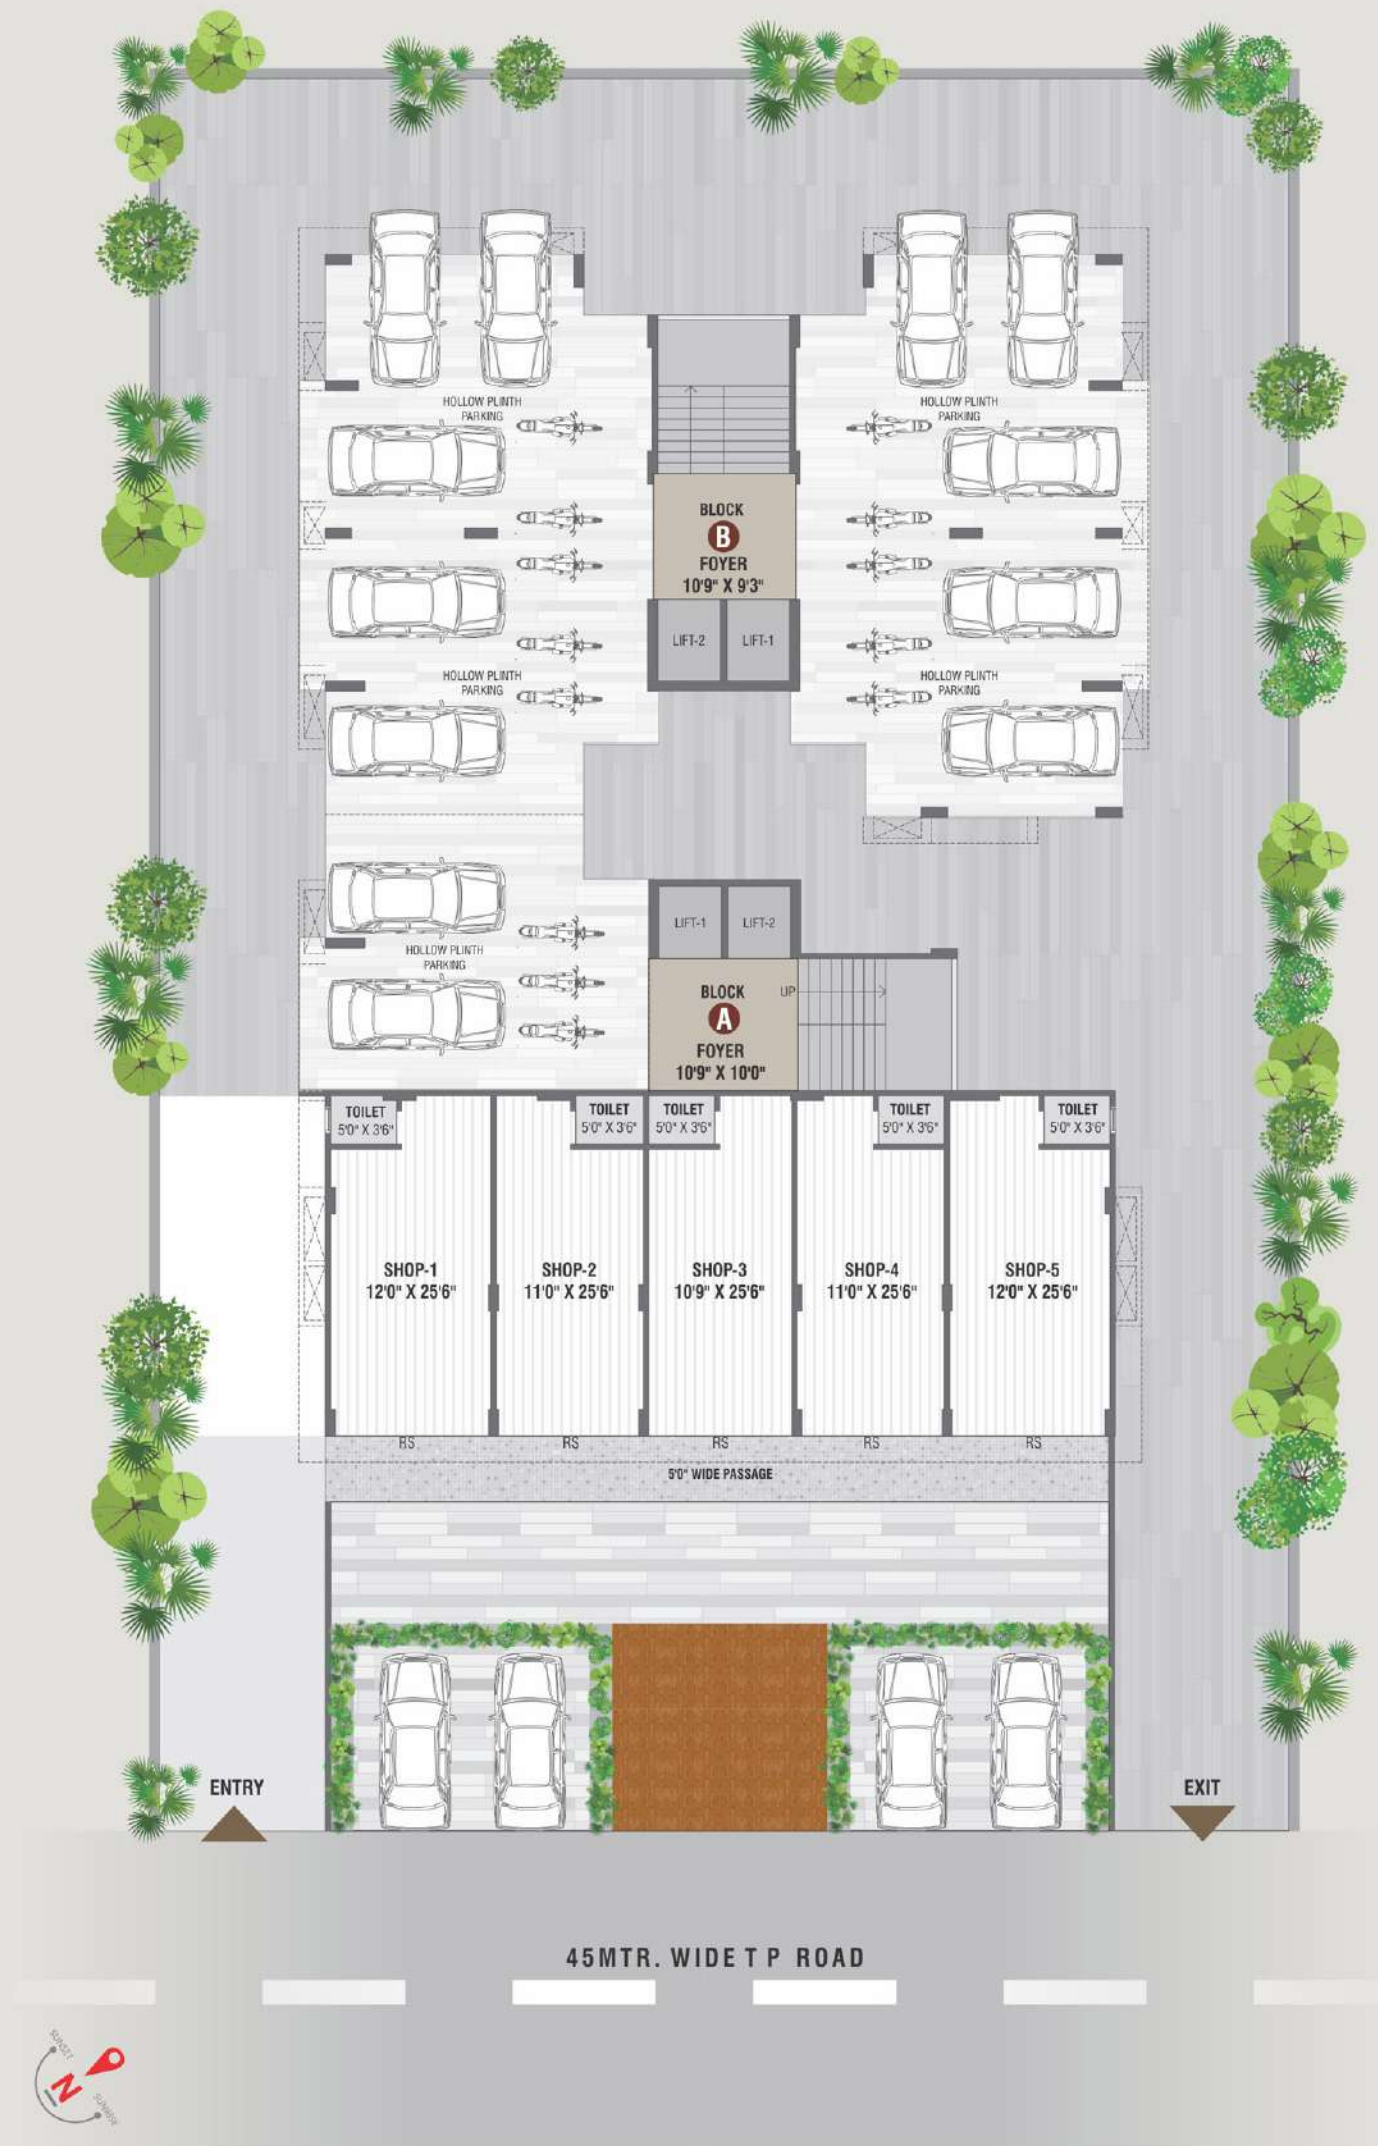 HOLLOW PLINTH
PARKING
HOLLOW PLINTH
PARKING
BLOCK
B
FOYER
10'9" X 9'3"
LIFT-2
LIFT-1
HOLLOW PLINTH
PARKING
HOLLOW PLINTH
PARKING
LIFT-1
LIFT-2
HOLLOW PLINTH
PARKING
BLOCK
A
FOYER
10'9" X 10'0"
UP
TOILET
5'0" X 3'6"
TOILET
5'0" X 3'6"
TOILET
5'0" X 3'6"
TOILET
5'0" X 3'6"
TOILET
5'0" X 3'6"
SHOP-1
12'0" X 25'6"
SHOP-2
11'0" X 25'6"
SHOP-3
10'9" X 25'6"
SHOP-4
11'0" X 25'6"
SHOP-5
12'0" X 25'6"
RS
RS
RS
RS
RS
5'0" WIDE PASSAGE
ENTRY
EXIT
45MTR. WIDE T P ROAD
SUNSET
N
SUNRISE